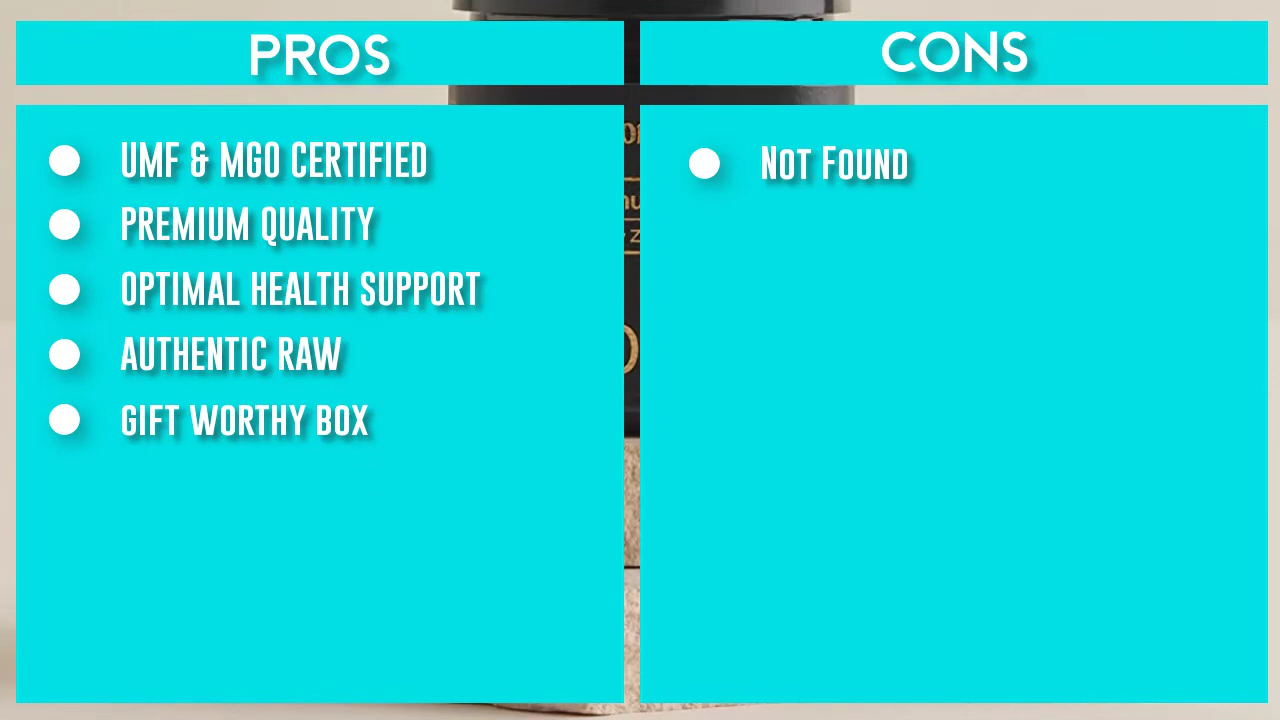 PROS
UMF & MGO CERTIFIED
PREMIUM QUALITY
OPTIMAL HEALTH SUPPORT
AUTHENTIC RAW
GIFT WORTHY BOX
CONS
Not Found